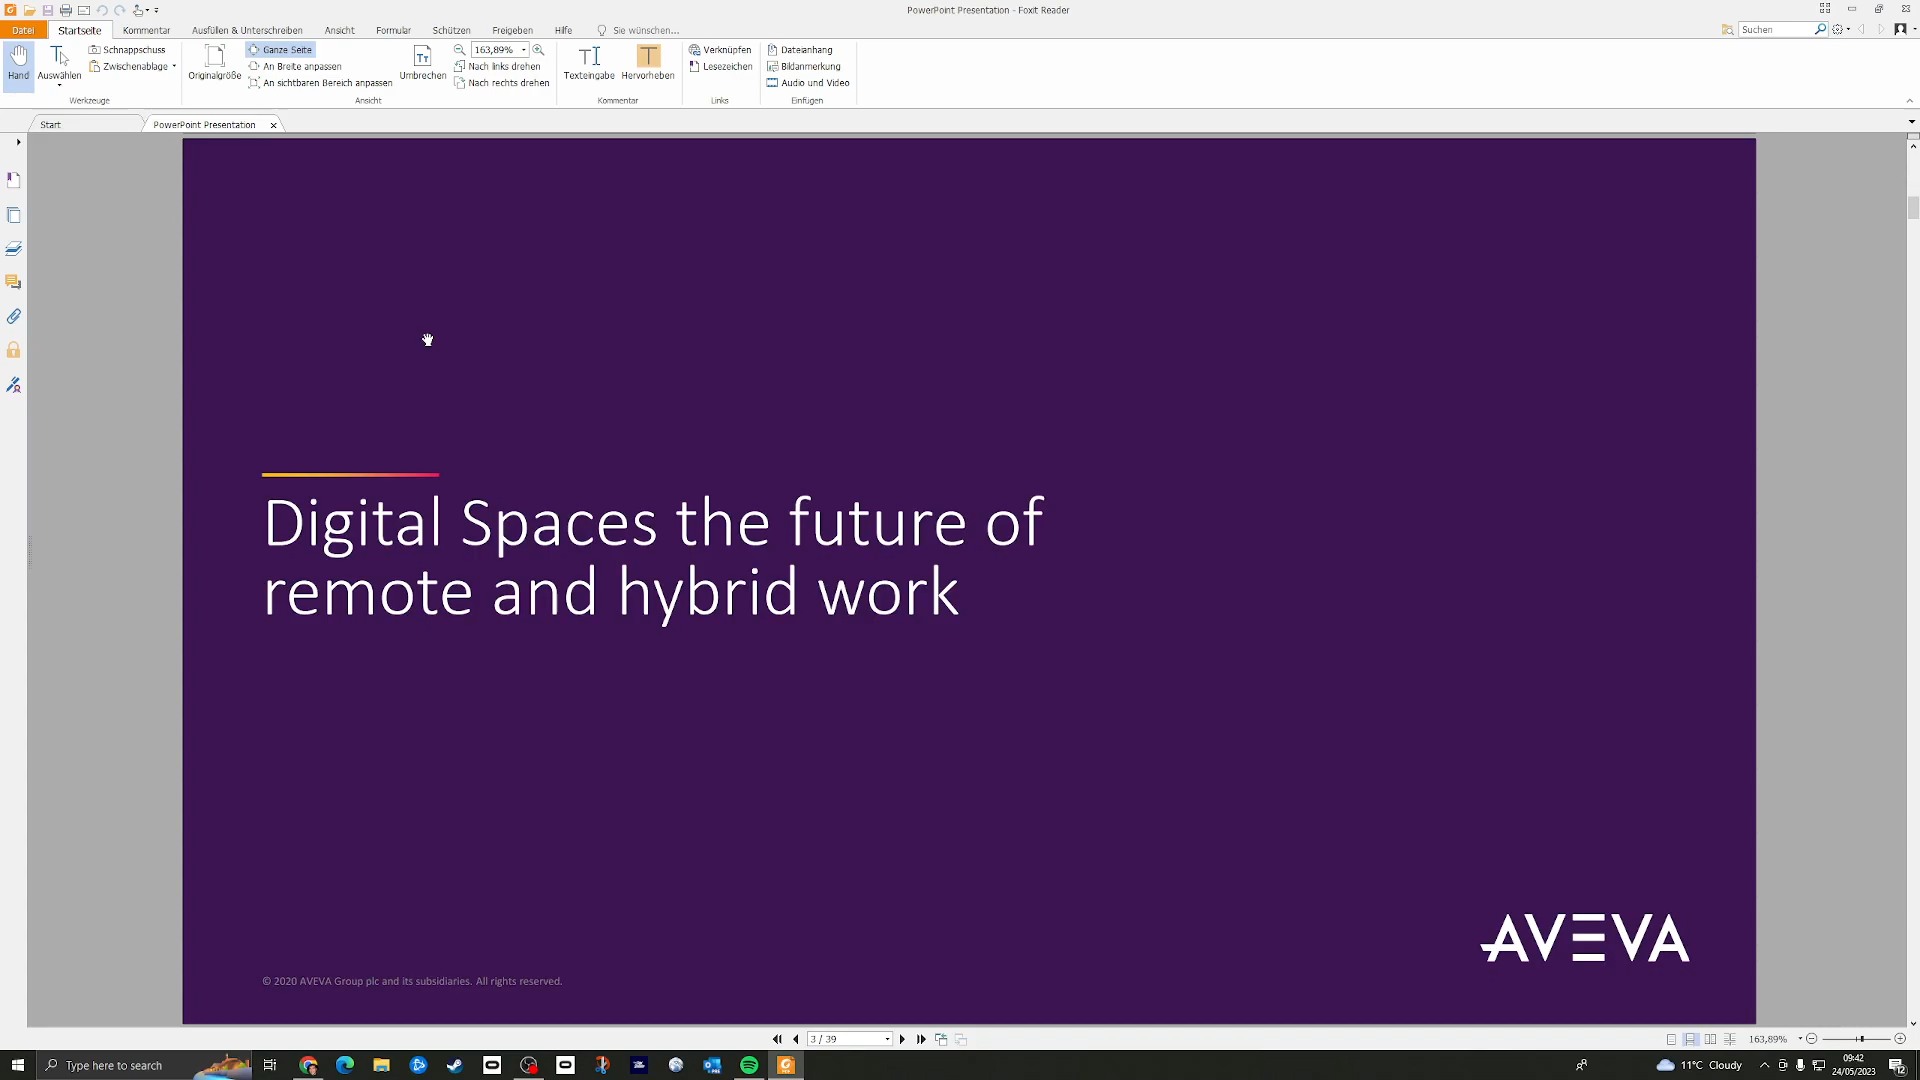 PowerPoint Presentation - Foxit Reader
Datei Startseite Kommentar Ausfüllen & Unterschreiben Ansicht Formular Schützen Freigeben Hilfe Sie wünschen... Suchen
Hand
Auswählen
Schnappschuss
Zwischenablage
Werkzeuge
Originalgröße
Ganze Seite
An Breite anpassen
An sichtbaren Bereich anpassen
Umbrechen
163,89%
Nach links drehen
Nach rechts drehen
Ansicht
Texteingabe
Hervorheben
Kommentar
Verknüpfen
Lesezeichen
Links
Dateianhang
Bildanmerkung
Audio und Video
Einfügen
Start PowerPoint Presentation
Digital Spaces the future of
remote and hybrid work
AVEVA
© 2020 AVEVA Group plc and its subsidiaries. All rights reserved.
3 / 39 163,89%
Type here to search
11°C Cloudy
09:42
24/05/2023
12